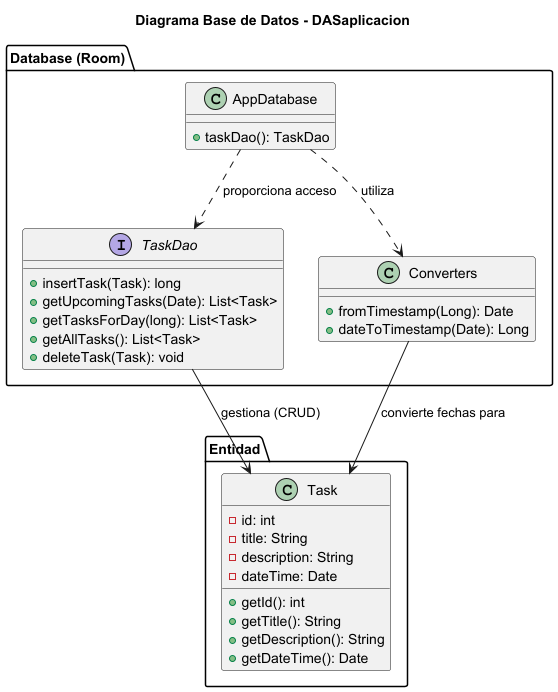 Diagrama Base de Datos - DASaplicacion
Database (Room)
C AppDatabase
taskDao(): TaskDao
proporciona acceso
utiliza
I TaskDao
insertTask(Task): long
getUpcomingTasks(Date): List<Task>
getTasksForDay(long): List<Task>
getAllTasks(): List<Task>
deleteTask(Task): void
C Converters
fromTimestamp(Long): Date
dateToTimestamp(Date): Long
gestiona (CRUD)
convierte fechas para
Entidad
C Task
id: int
title: String
description: String
dateTime: Date
getId(): int
getTitle(): String
getDescription(): String
getDateTime(): Date